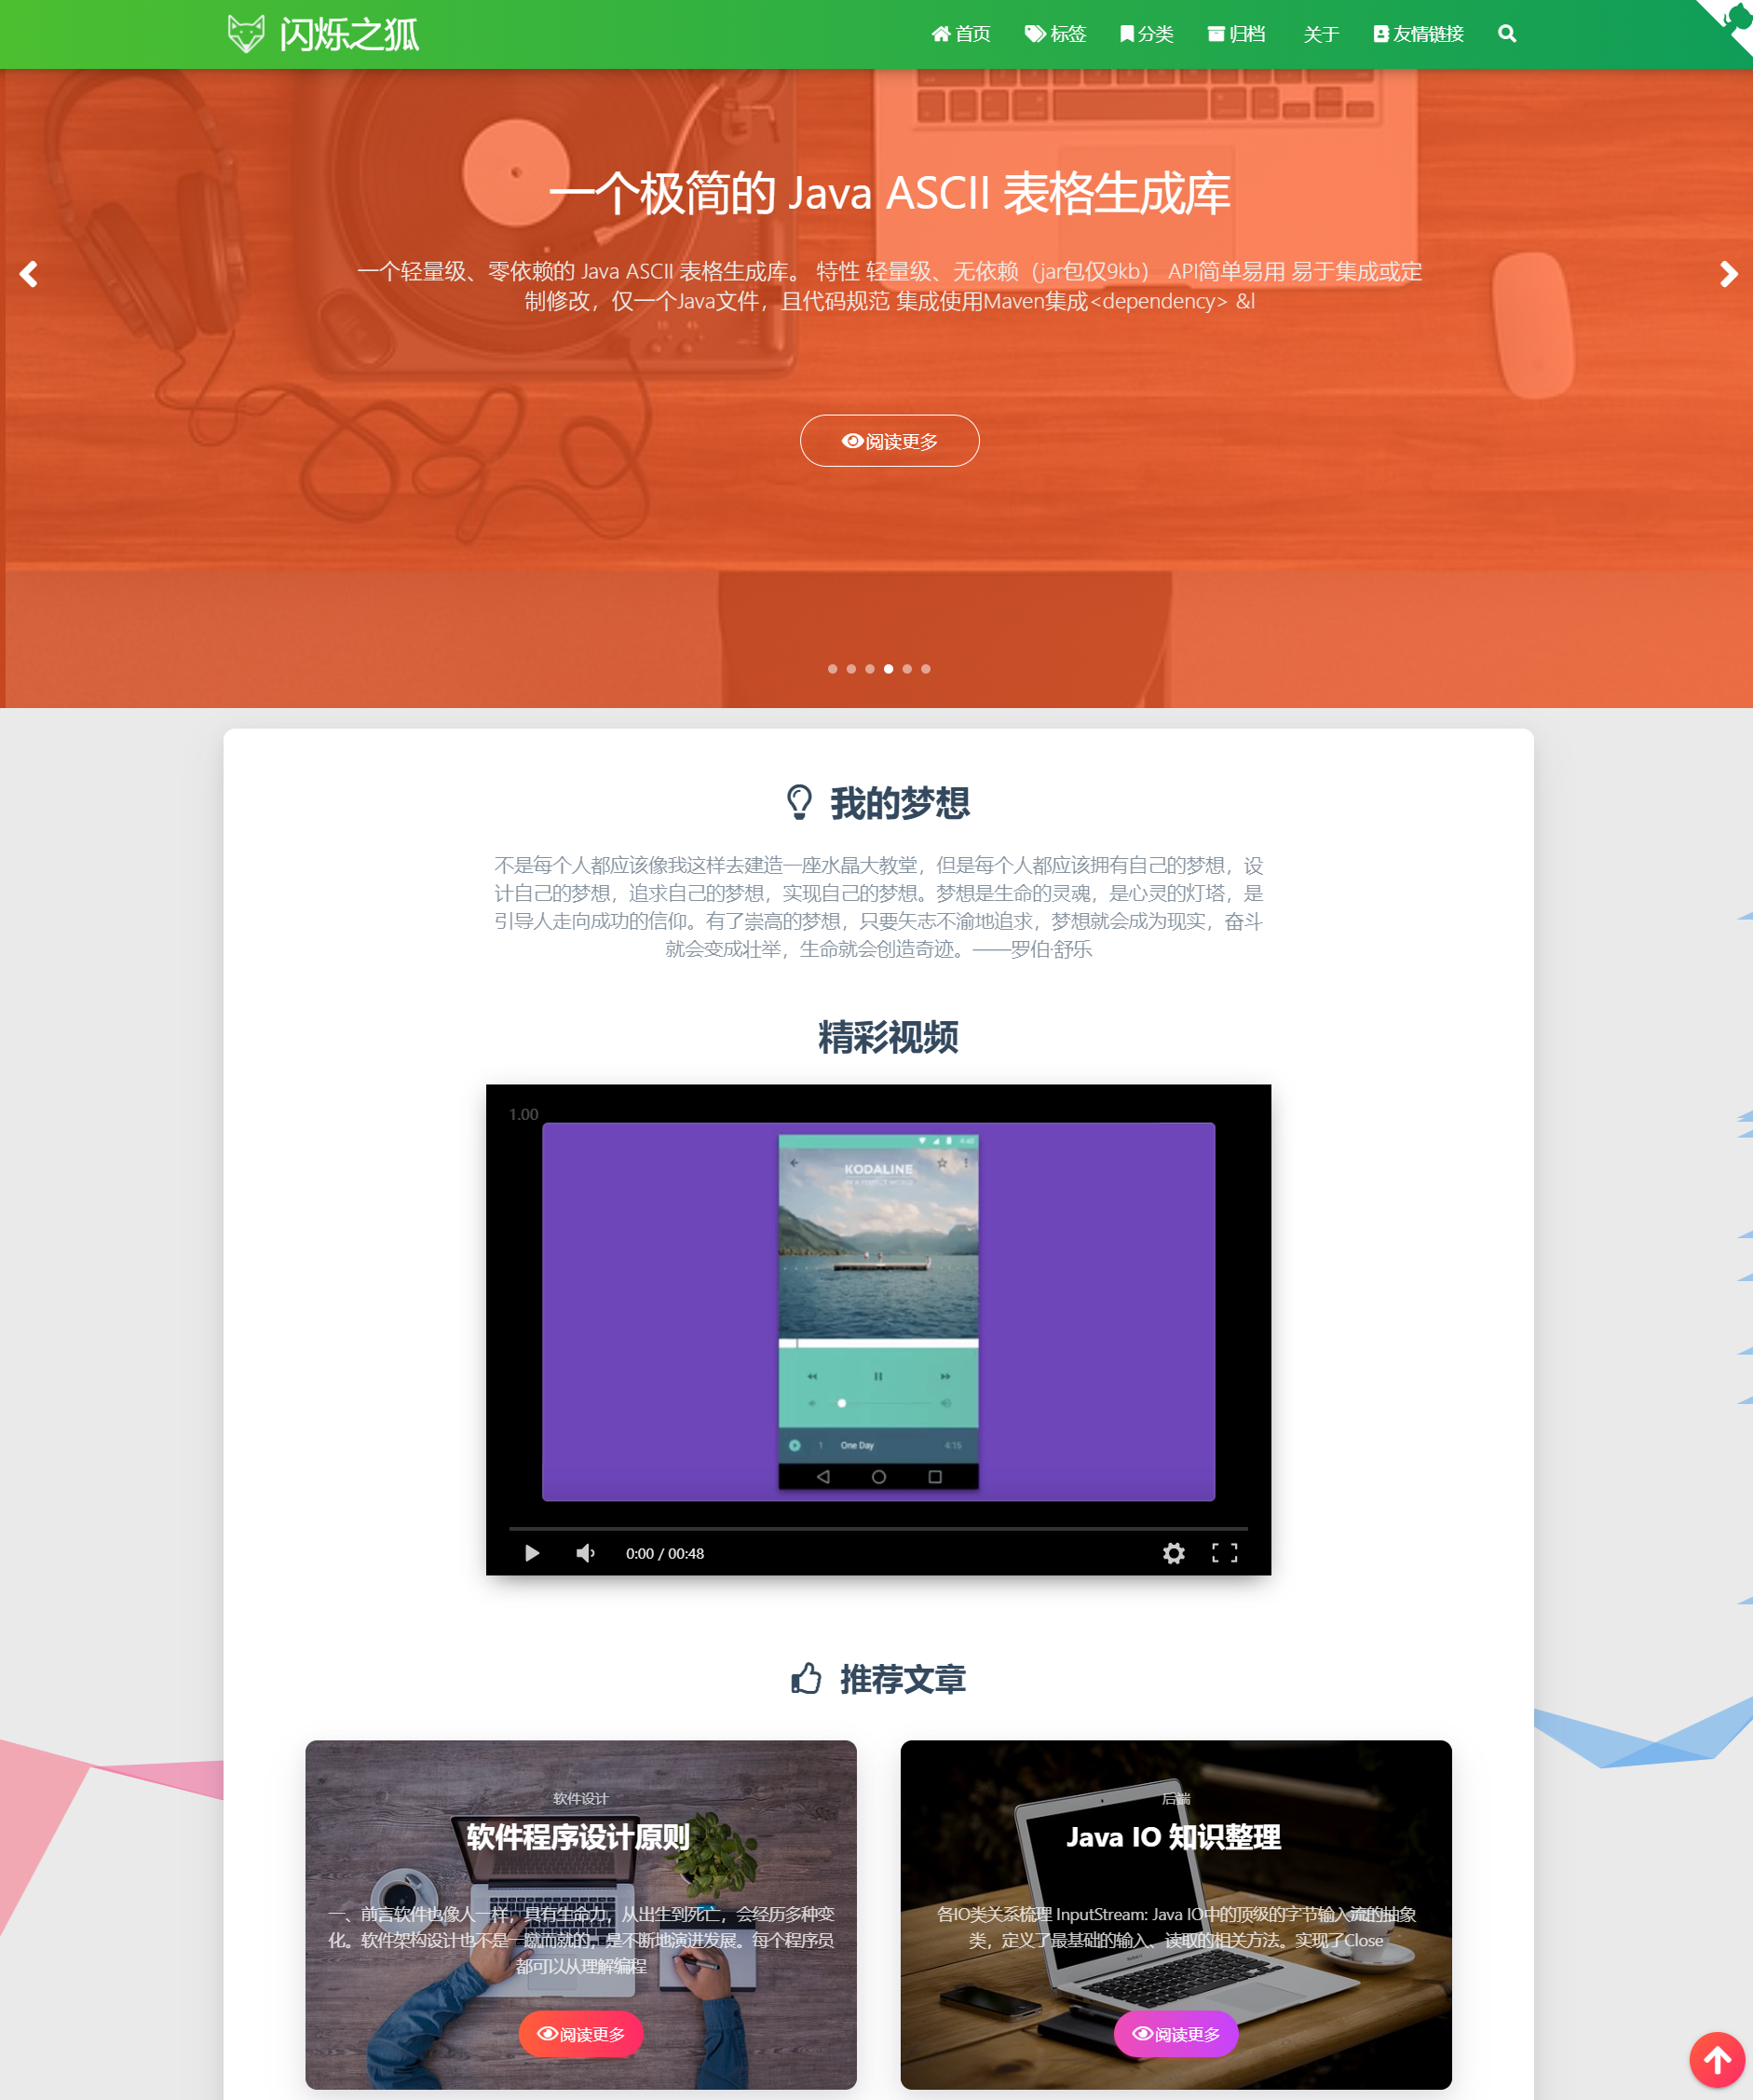 闪烁之狐
首页 标签 分类 归档 关于 友情链接
一个极简的 Java ASCII 表格生成库
一个轻量级、零依赖的 Java ASCII 表格生成库。 特性 轻量级、无依赖（jar包仅9kb） API简单易用 易于集成或定
制修改，仅一个Java文件，且代码规范 集成使用Maven集成<dependency> &l
阅读更多
我的梦想
不是每个人都应该像我这样去建造一座水晶大教堂，但是每个人都应该拥有自己的梦想，设
计自己的梦想，追求自己的梦想，实现自己的梦想。梦想是生命的灵魂，是心灵的灯塔，是
引导人走向成功的信仰。有了崇高的梦想，只要矢志不渝地追求，梦想就会成为现实，奋斗
就会变成壮举，生命就会创造奇迹。——罗伯·舒乐
精彩视频
1.00
4:40
KODALINE
IN A PERFECT WORLD
1 One Day 4:15
0:00 / 00:48
推荐文章
软件设计
软件程序设计原则
一、前言软件也像人一样，具有生命力，从出生到死亡，会经历多种变
化。软件架构设计也不是一蹴而就的，是不断地演进发展。每个程序员
都可以从理解编程
阅读更多
后端
Java IO 知识整理
各IO类关系梳理 InputStream: Java IO中的顶级的字节输入流的抽象
类，定义了最基础的输入、读取的相关方法。实现了Close
阅读更多